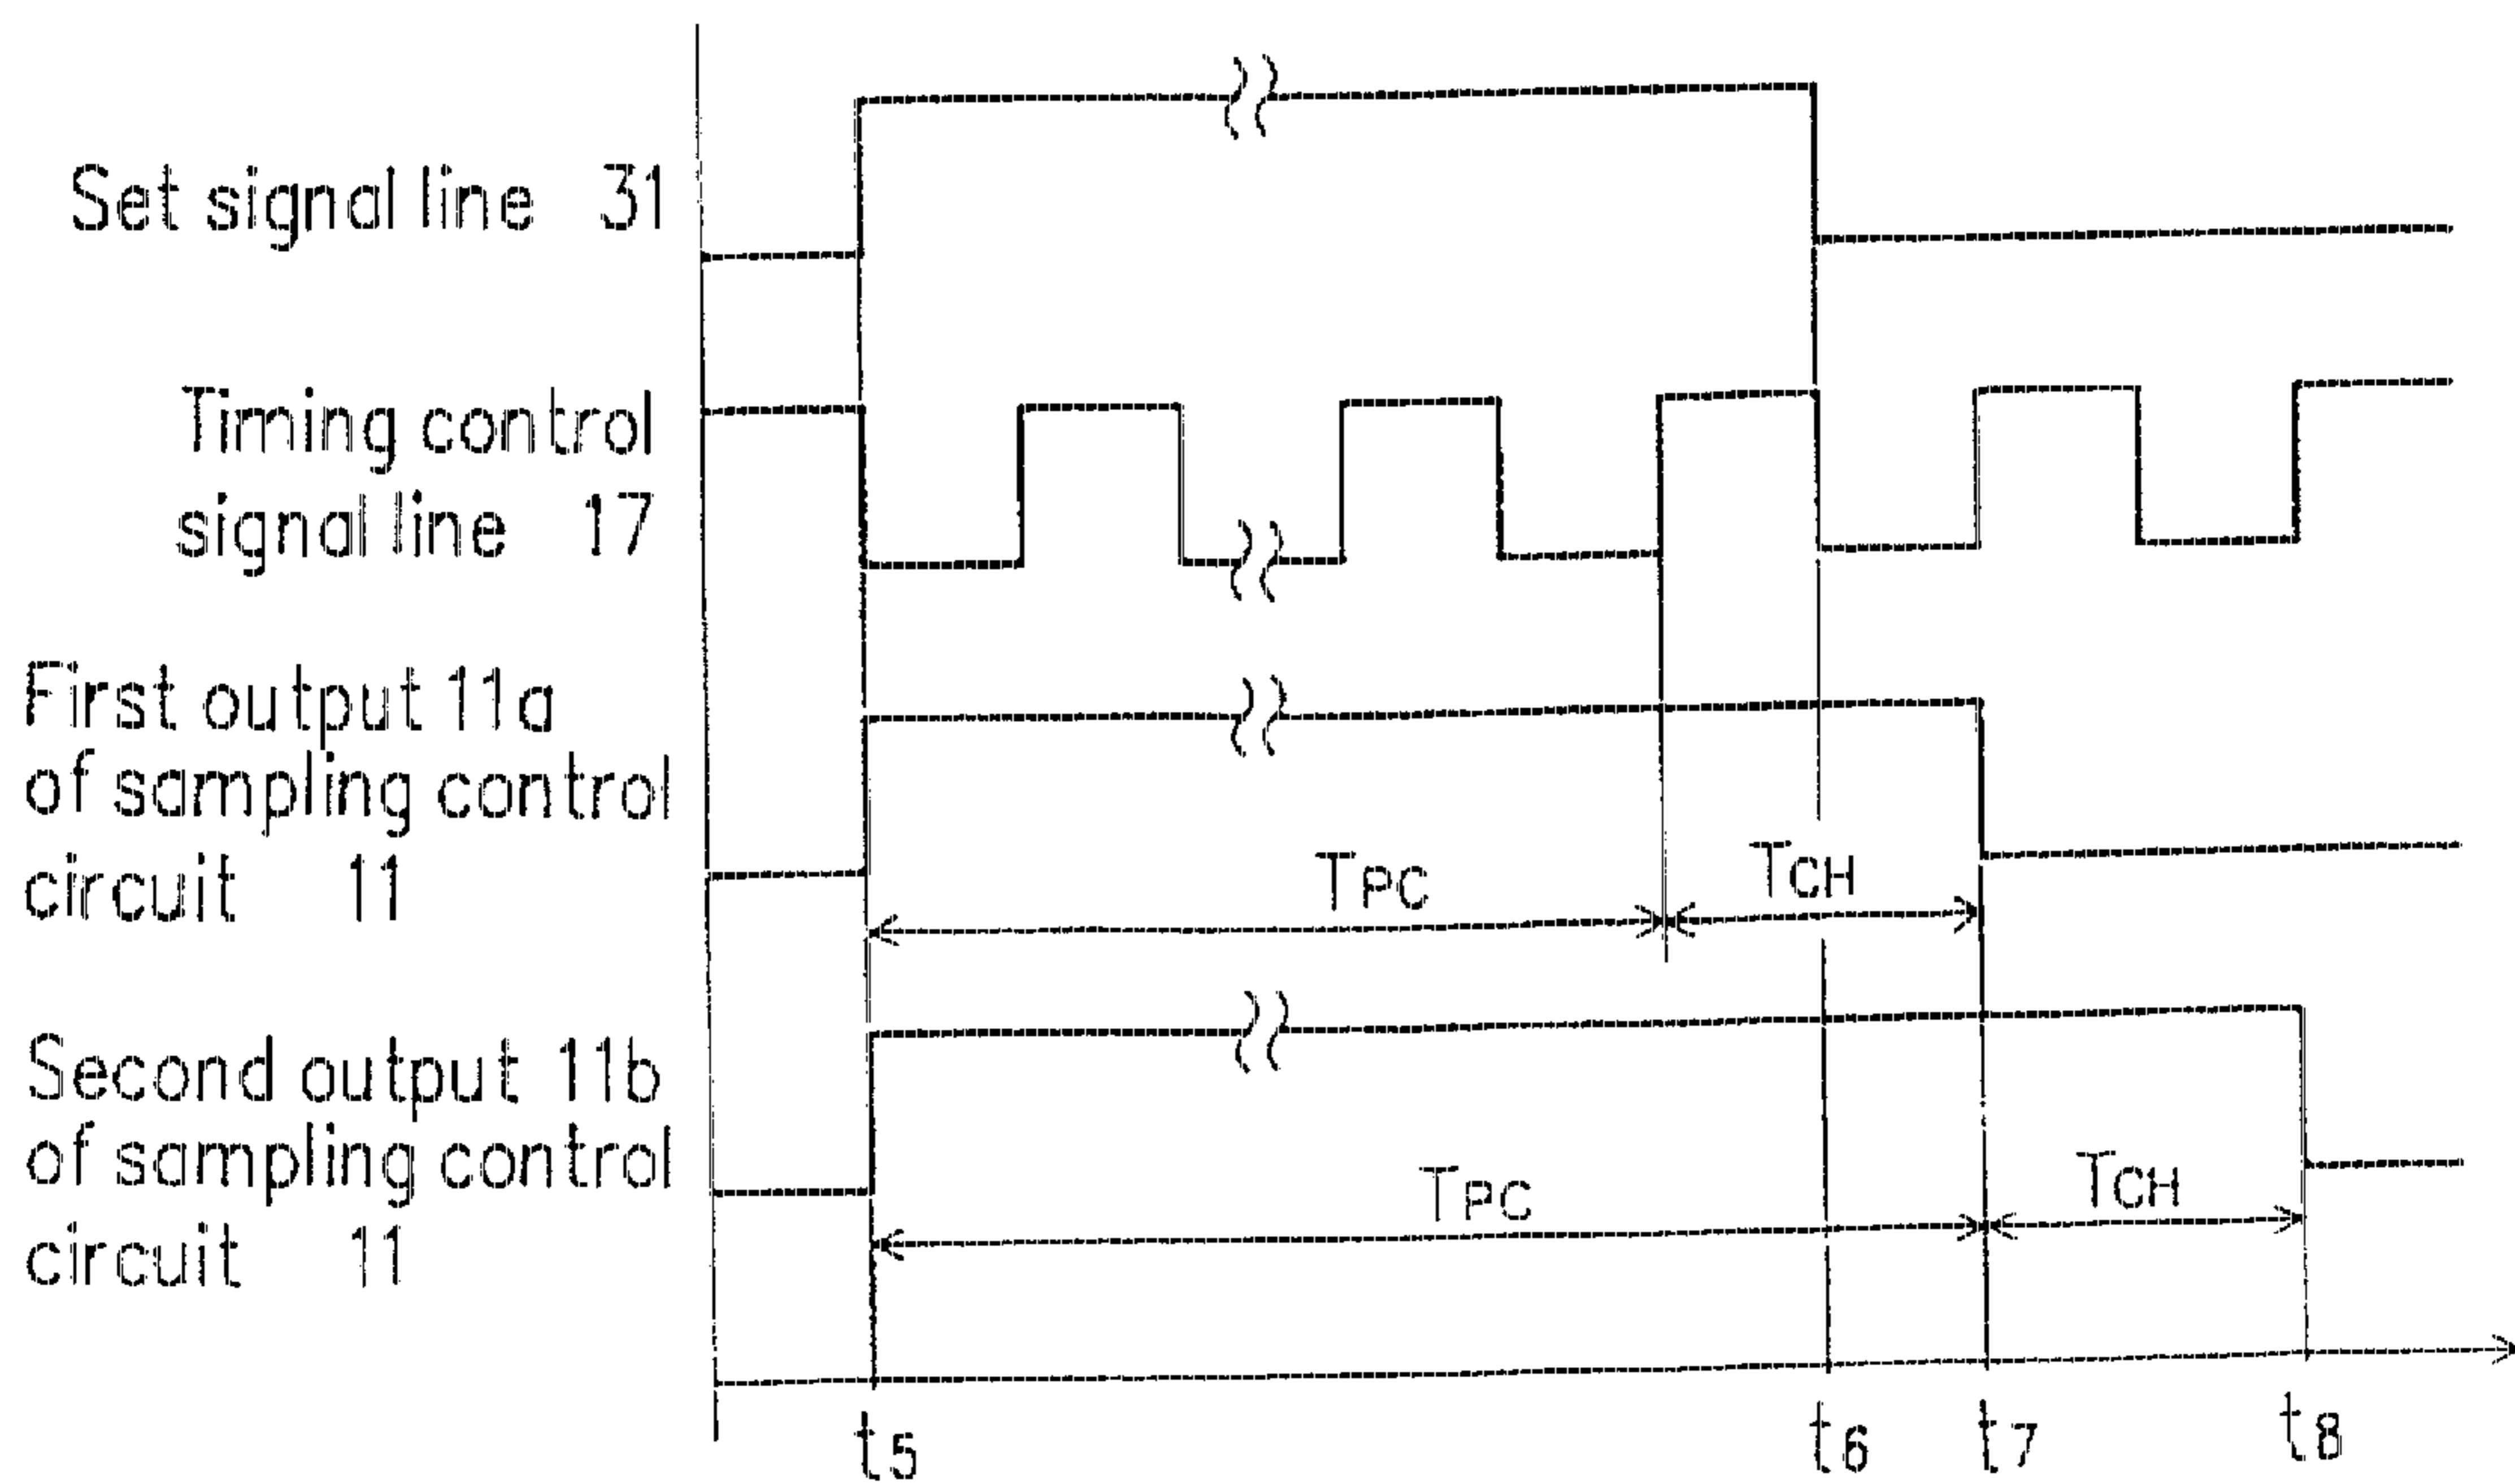 Set signal line 31
Timing control
signal line 17
First output 11a
of sampling control
circuit 11
TPC
TCH
Second output 11b
of sampling control
circuit 11
TPC
TCH
t5
t6
t7
t8